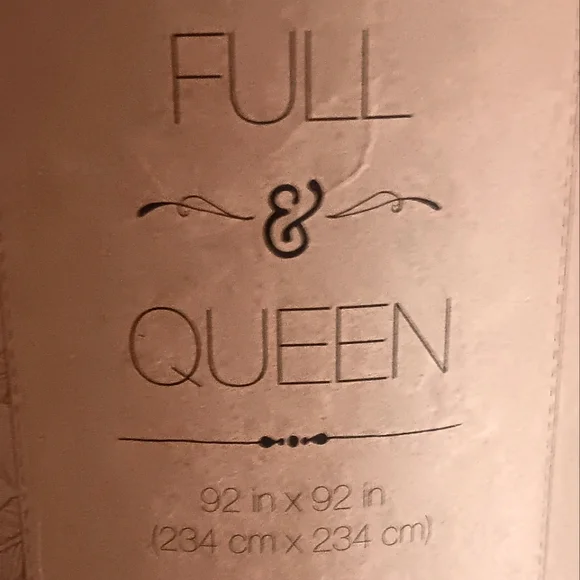 FULL
&
QUEEN
92 in x 92 in
(234 cm x 234 cm)